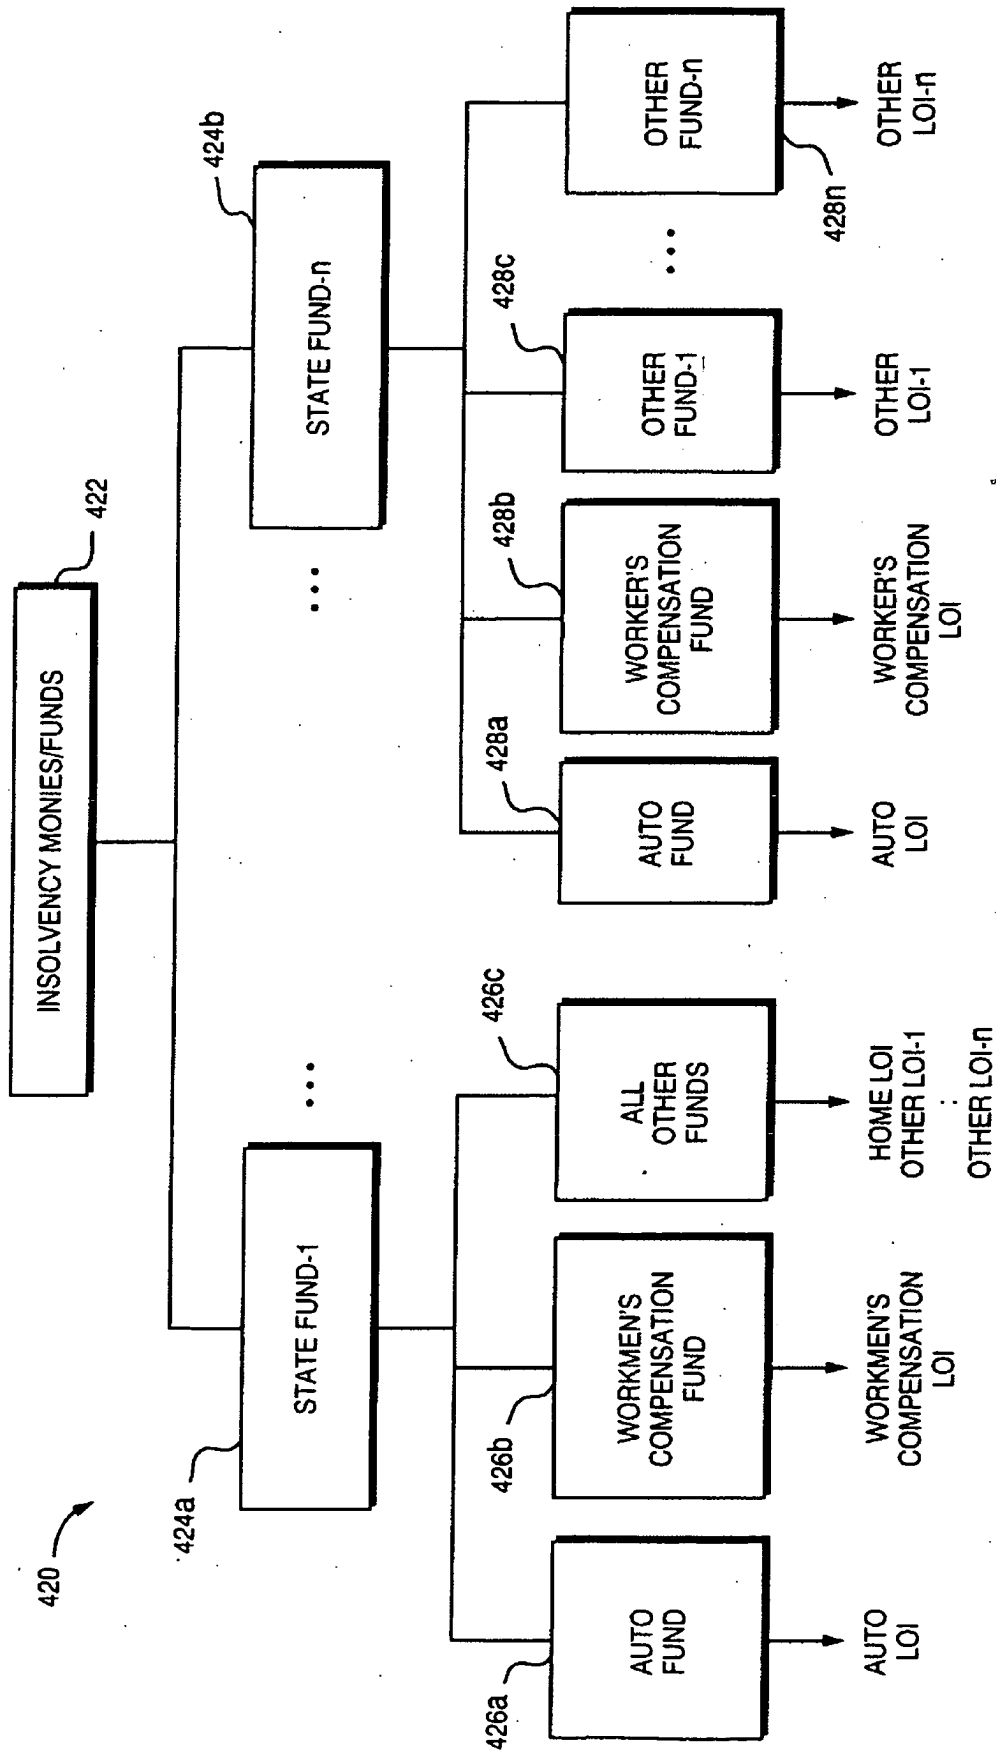 420
INSOLVENCY MONIES/FUNDS
422
424a
STATE FUND-1
...
...
STATE FUND-n
424b
426a
AUTO
FUND
AUTO
LOI
426b
WORKMEN'S
COMPENSATION
FUND
WORKMEN'S
COMPENSATION
LOI
426c
ALL
OTHER
FUNDS
HOME LOI
OTHER LOI-1
:
OTHER LOI-n
428a
AUTO
FUND
AUTO
LOI
428b
WORKER'S
COMPENSATION
FUND
WORKER'S
COMPENSATION
LOI
428c
OTHER
FUND-1
OTHER
LOI-1
...
OTHER
FUND-n
428n
OTHER
LOI-n